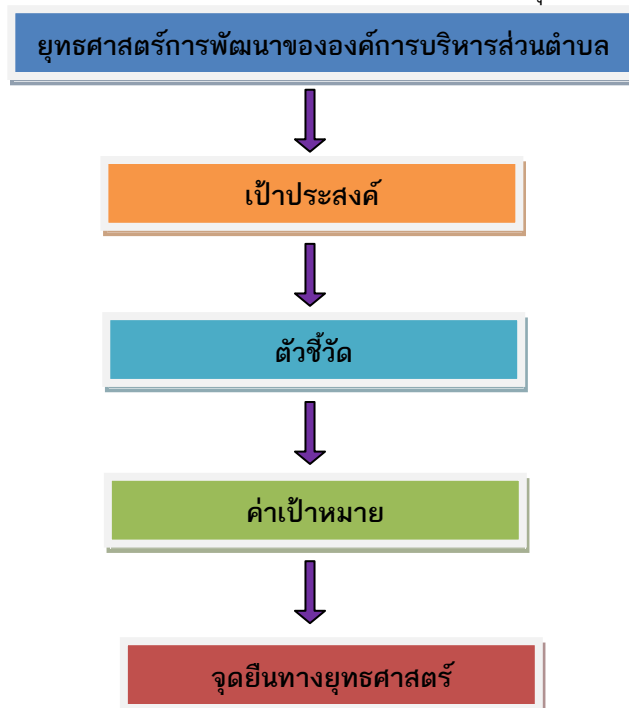 ยุทธศาสตร์การพัฒนาขององค์การบริหารส่วนตำบล
เป้าประสงค์
ตัวชี้วัด
ค่าเป้าหมาย
จุดยืนทางยุทธศาสตร์